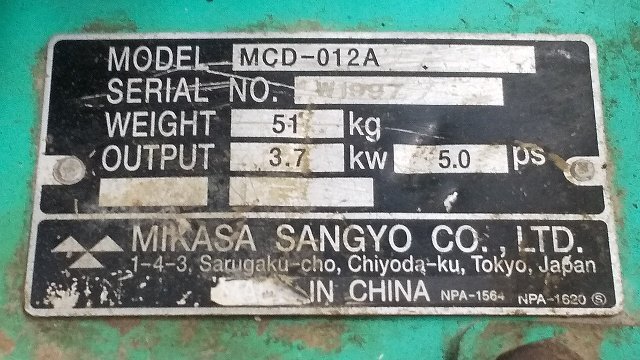 MODEL MCD-012A
SERIAL NO. W1997
WEIGHT 51 kg
OUTPUT 3.7 kw 5.0 ps
MIKASA SANGYO CO., LTD.
1-4-3, Sarugaku-cho, Chiyoda-ku, Tokyo, Japan
IN CHINA NPA-1564 NPA-1620 Ⓢ